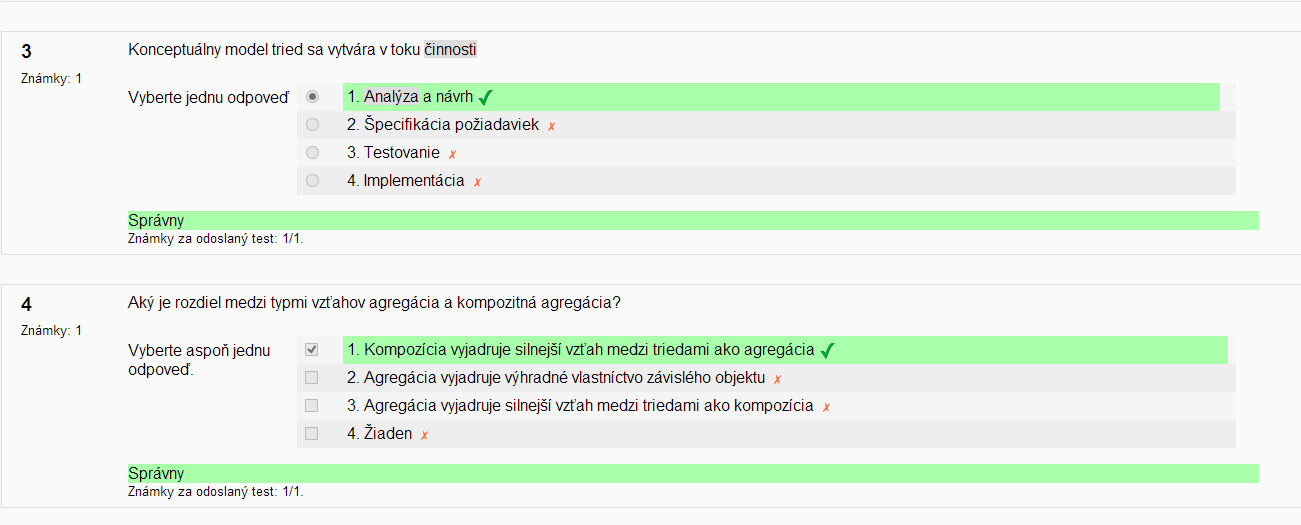 3
Známky: 1
Konceptuálny model tried sa vytvára v toku činnosti
Vyberte jednu odpoveď
1. Analýza a návrh ✓
2. Špecifikácia požiadaviek ✗
3. Testovanie ✗
4. Implementácia ✗
Správny
Známky za odoslaný test: 1/1.
4
Známky: 1
Aký je rozdiel medzi typmi vzťahov agregácia a kompozitná agregácia?
Vyberte aspoň jednu
odpoveď.
1. Kompozícia vyjadruje silnejší vzťah medzi triedami ako agregácia ✓
2. Agregácia vyjadruje výhradné vlastníctvo závislého objektu ✗
3. Agregácia vyjadruje silnejší vzťah medzi triedami ako kompozícia ✗
4. Žiaden ✗
Správny
Známky za odoslaný test: 1/1.